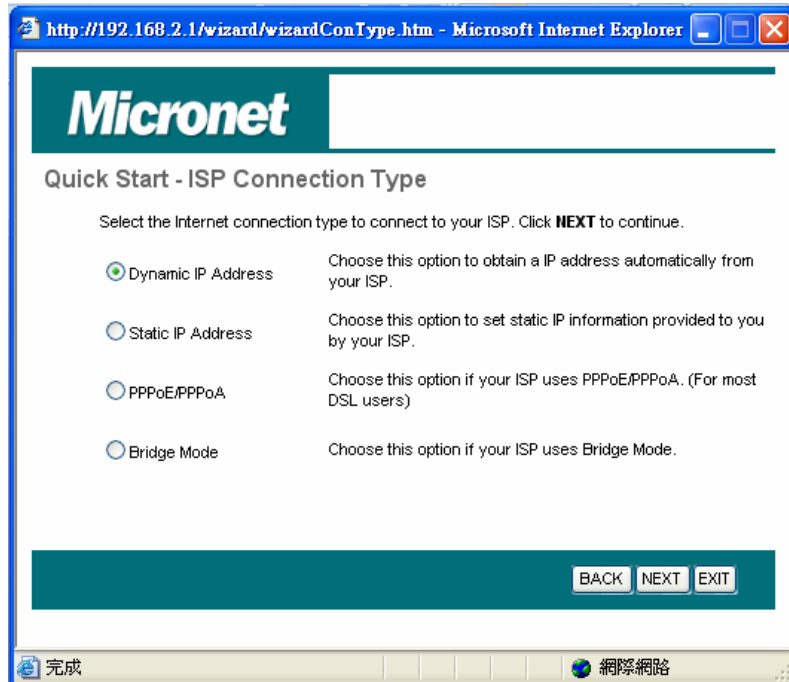 http://192.168.2.1/wizard/wizardConType.htm - Microsoft Internet Explorer
Micronet
Quick Start - ISP Connection Type
Select the Internet connection type to connect to your ISP. Click NEXT to continue.
Dynamic IP Address
Choose this option to obtain a IP address automatically from
your ISP.
Static IP Address
Choose this option to set static IP information provided to you
by your ISP.
PPPoE/PPPoA
Choose this option if your ISP uses PPPoE/PPPoA. (For most
DSL users)
Bridge Mode
Choose this option if your ISP uses Bridge Mode.
BACK NEXT EXIT
完成
網際網路